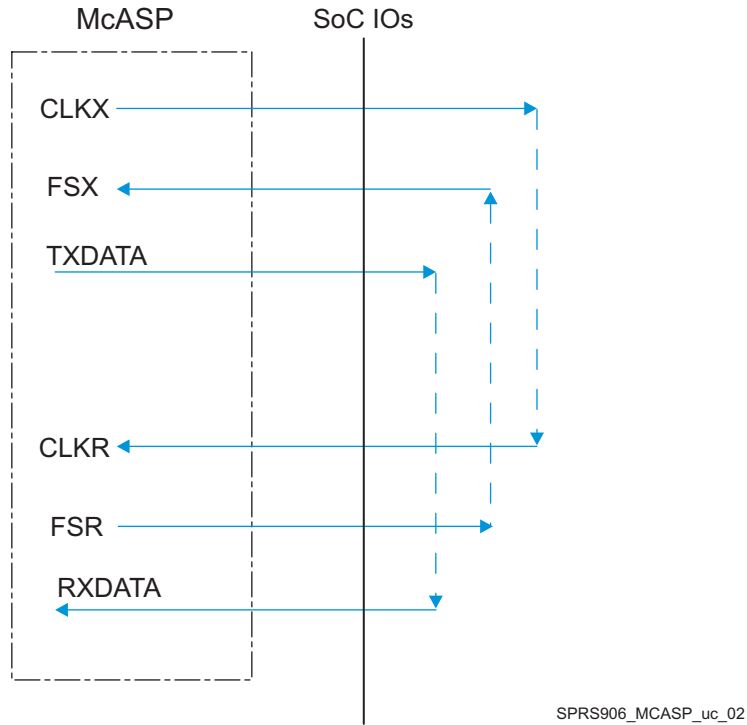 McASP
SoC IOs
CLKX
FSX
TXDATA
CLKR
FSR
RXDATA
SPRS906_MCASP_uc_02